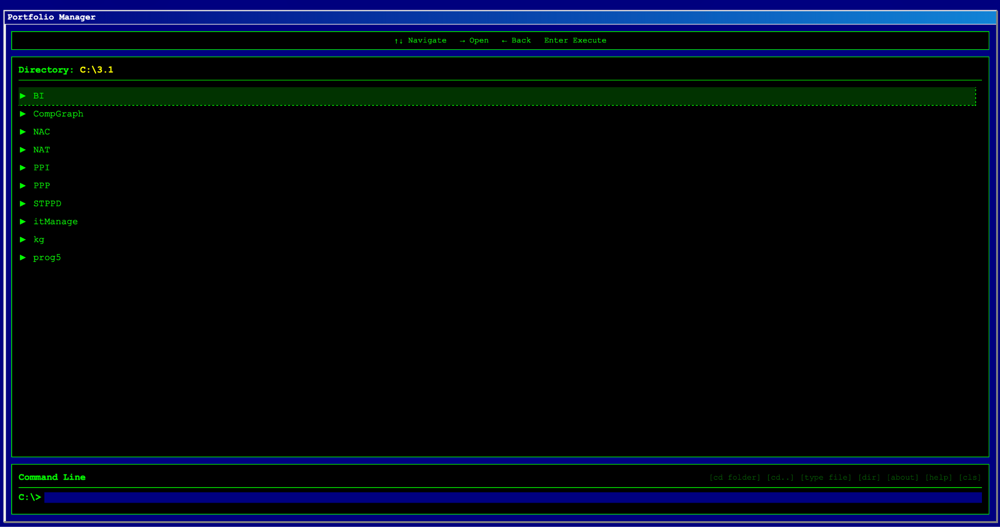 Portfolio Manager
↑↓ Navigate → Open ← Back Enter Execute
Directory: C:\3.1
► BI
► CompGraph
► NAC
► NAT
► PPI
► PPP
► STPPD
► itManage
► kg
► prog5
Command Line [cd folder] [cd..] [type file] [dir] [about] [help] [cls]
C:\>